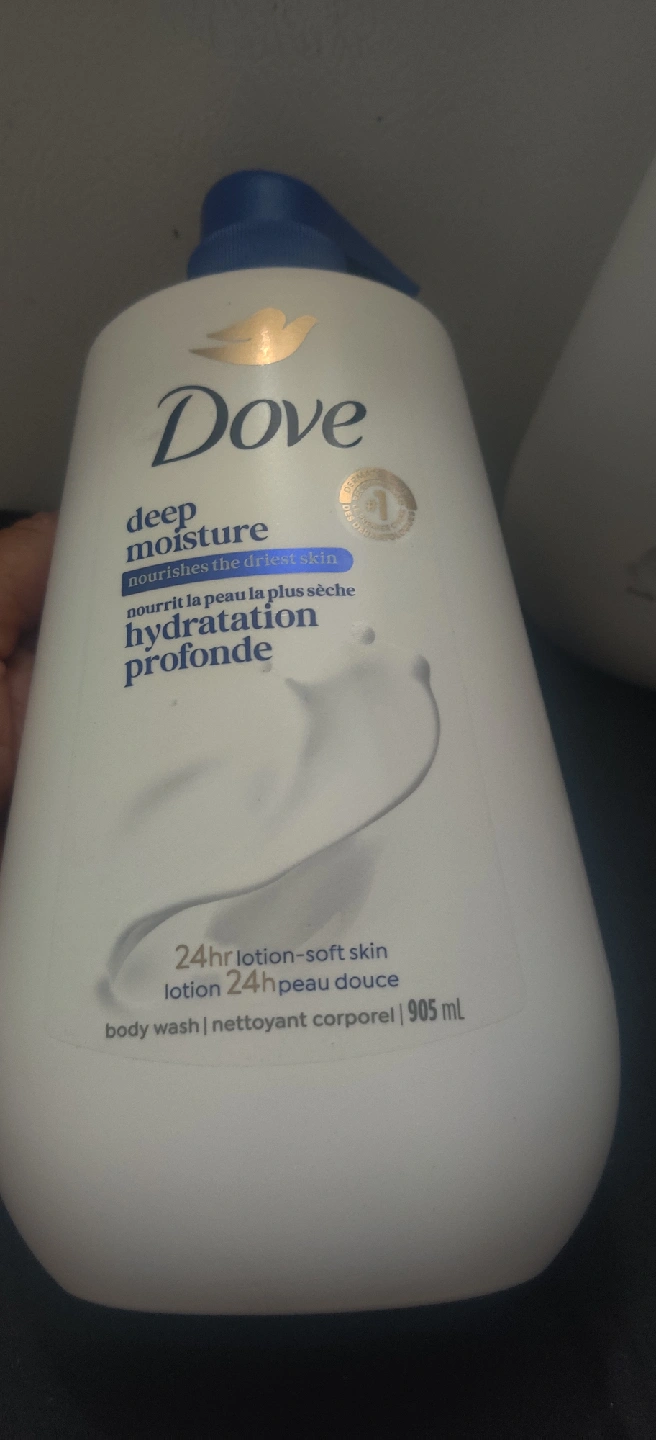 Dove
#1
deep
moisture
nourishes the driest skin
nourrit la peau la plus sèche
hydratation
profonde
24hr lotion-soft skin
lotion 24h peau douce
body wash | nettoyant corporel | 905 mL